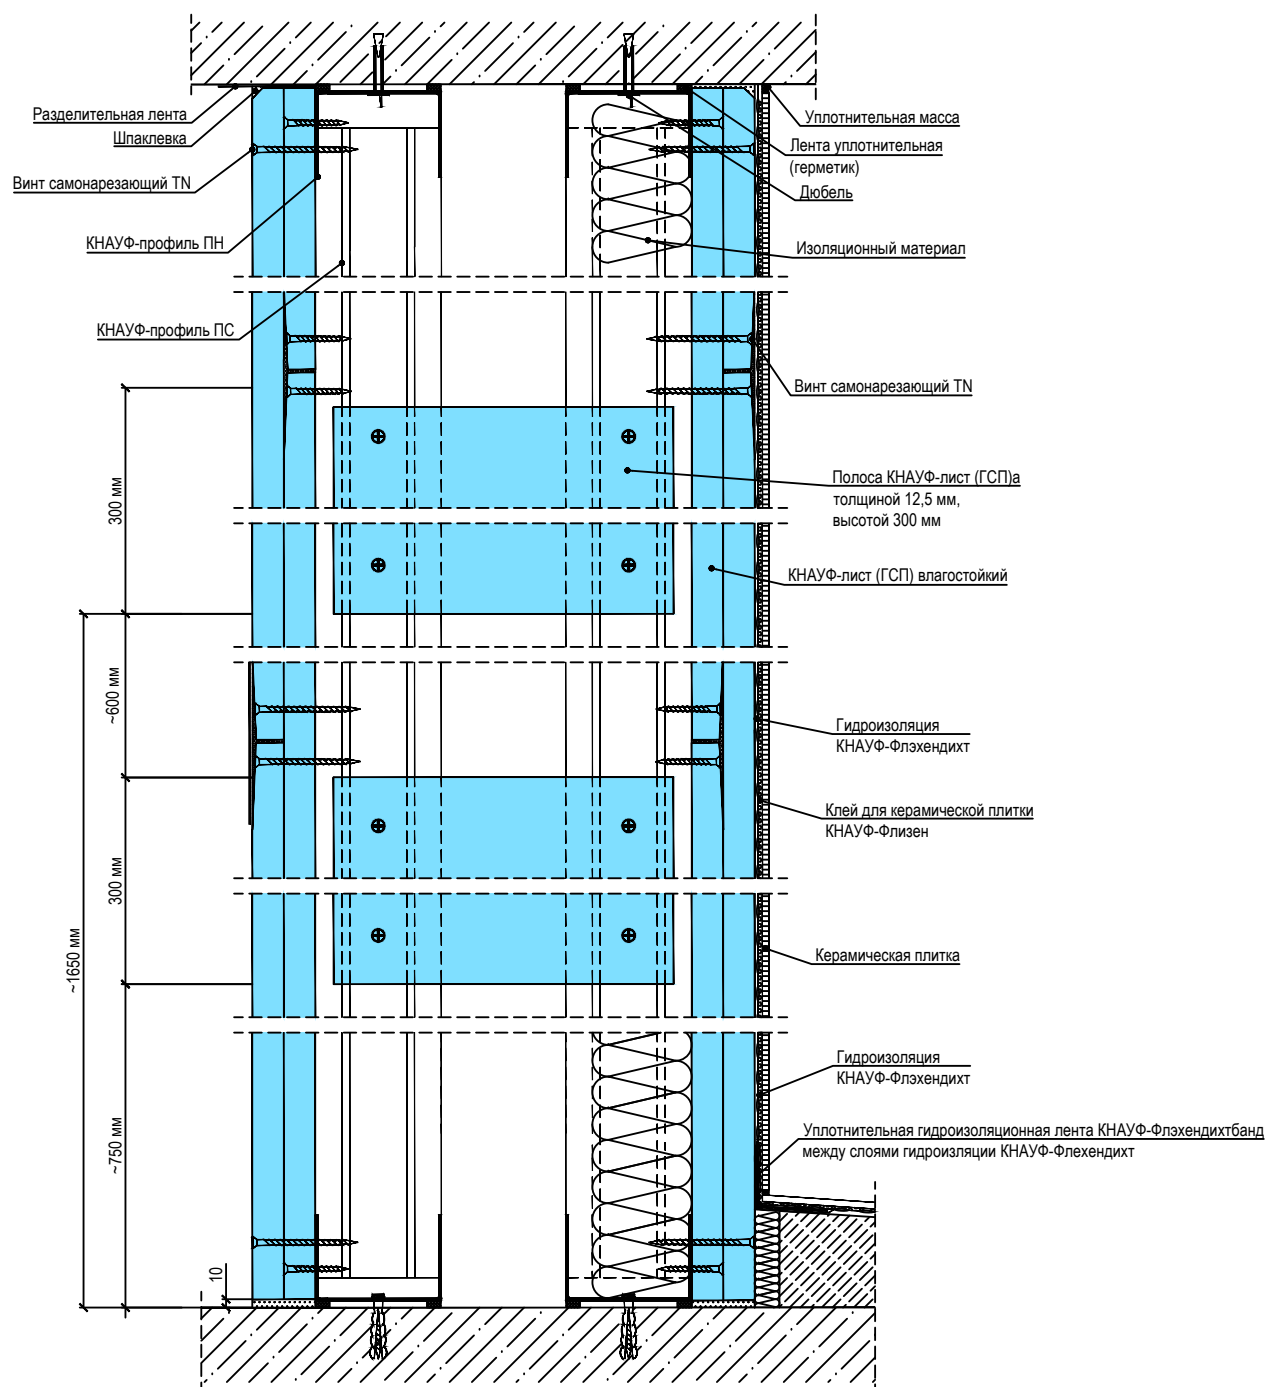 Разделительная лента
Шпаклевка
Винт самонарезающий TN
КНАУФ-профиль ПН
КНАУФ-профиль ПС
Уплотнительная масса
Лента уплотнительная
(герметик)
Дюбель
Изоляционный материал
Винт самонарезающий TN
Полоса КНАУФ-лист (ГСП)а
толщиной 12,5 мм,
высотой 300 мм
КНАУФ-лист (ГСП) влагостойкий
Гидроизоляция
КНАУФ-Флэхендихт
Клей для керамической плитки
КНАУФ-Флизен
Керамическая плитка
Гидроизоляция
КНАУФ-Флэхендихт
Уплотнительная гидроизоляционная лента КНАУФ-Флэхендихтбанд
между слоями гидроизляции КНАУФ-Флехендихт
300 мм
~600 мм
300 мм
~1650 мм
~750 мм
10